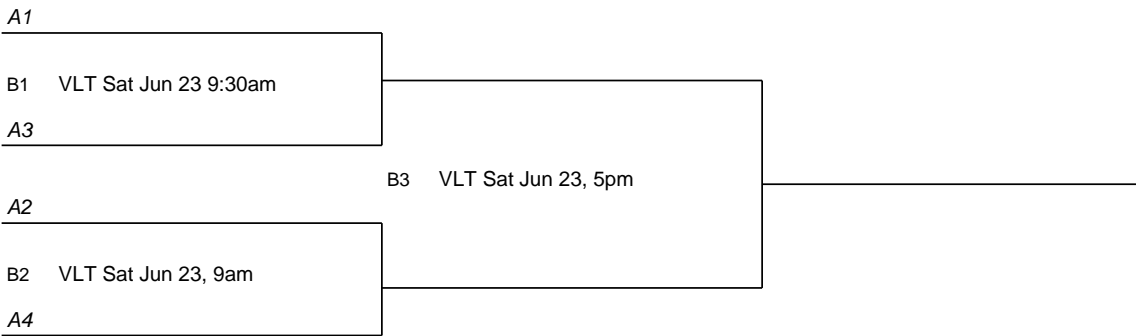 A1
B1 VLT Sat Jun 23 9:30am
A3
B3 VLT Sat Jun 23, 5pm
A2
B2 VLT Sat Jun 23, 9am
A4